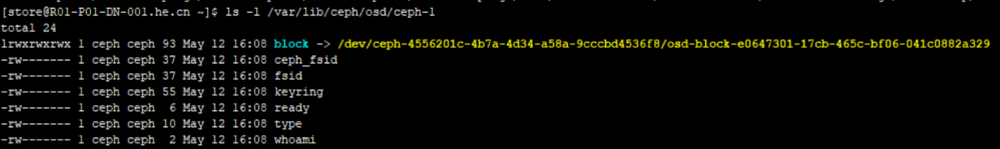 [store@R01-P01-DN-001.he.cn ~]$ ls -l /var/lib/ceph/osd/ceph-1
total 24
lrwxrwxrwx 1 ceph ceph 93 May 12 16:08 block -> /dev/ceph-4556201c-4b7a-4d34-a58a-9cccbd4536f8/osd-block-e0647301-17cb-465c-bf06-041c0882a329
-rw------- 1 ceph ceph 37 May 12 16:08 ceph_fsid
-rw------- 1 ceph ceph 37 May 12 16:08 fsid
-rw------- 1 ceph ceph 55 May 12 16:08 keyring
-rw------- 1 ceph ceph  6 May 12 16:08 ready
-rw------- 1 ceph ceph 10 May 12 16:08 type
-rw------- 1 ceph ceph  2 May 12 16:08 whoami